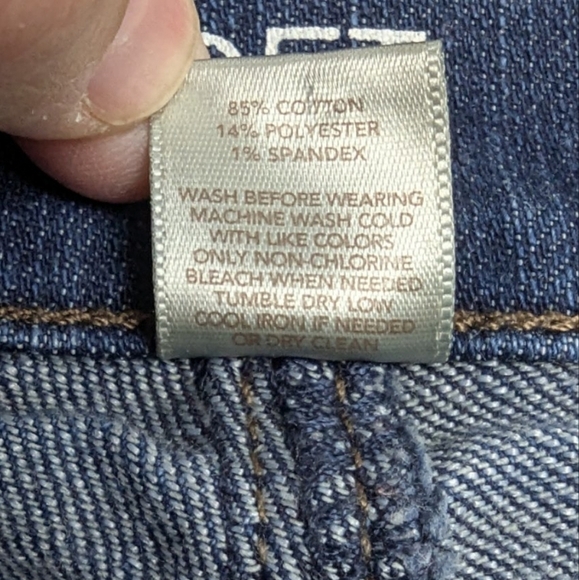 85% COTTON
14% POLYESTER
1% SPANDEX
WASH BEFORE WEARING
MACHINE WASH COLD
WITH LIKE COLORS
ONLY NON-CHLORINE
BLEACH WHEN NEEDED
TUMBLE DRY LOW
COOL IRON IF NEEDED
OR DRY CLEAN